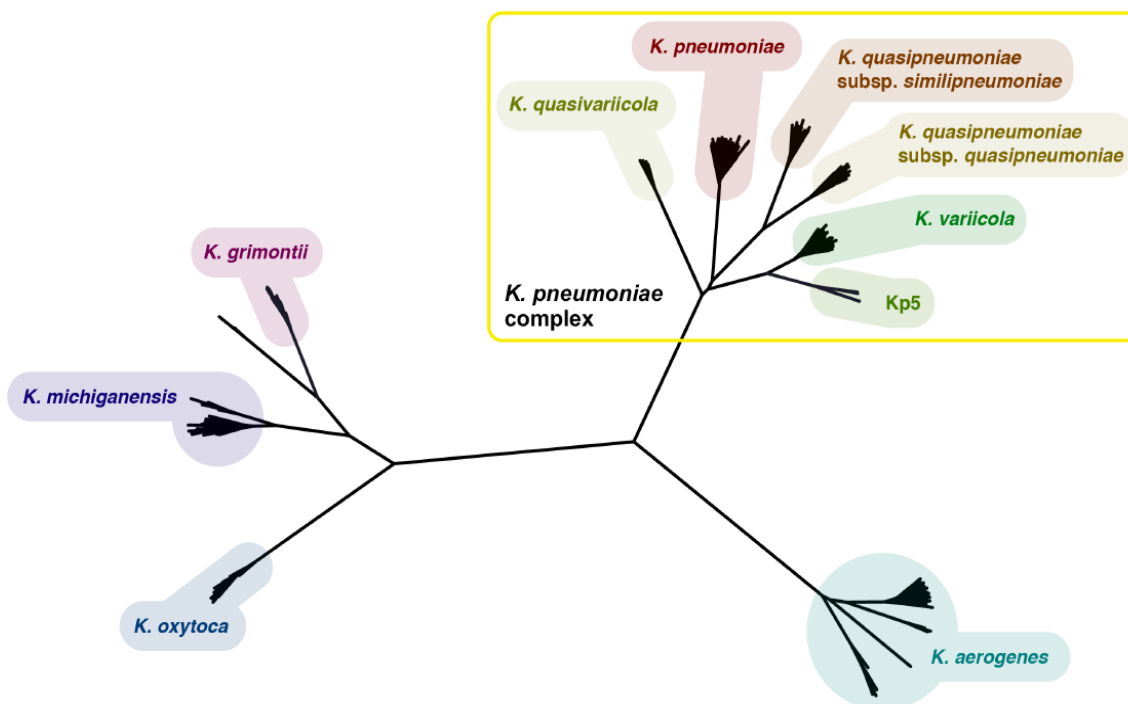 K. pneumoniae
K. quasipneumoniae
subsp. similipneumoniae
K. quasivariicola
K. quasipneumoniae
subsp. quasipneumoniae
K. variicola
K. grimontii
K. pneumoniae
complex
Kp5
K. michiganensis
K. oxytoca
K. aerogenes